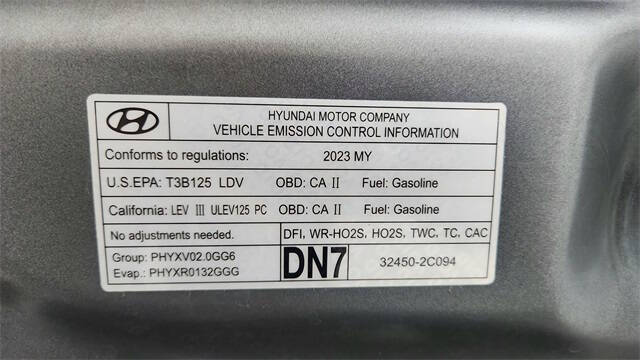 HYUNDAI MOTOR COMPANY
VEHICLE EMISSION CONTROL INFORMATION
Conforms to regulations: 2023 MY
U.S.EPA: T3B125 LDV OBD: CA II Fuel: Gasoline
California: LEV III ULEV125 PC OBD: CA II Fuel: Gasoline
No adjustments needed. DFI, WR-HO2S, HO2S, TWC, TC, CAC
Group: PHYXV02.0GG6
Evap.: PHYXR0132GGG
DN7 32450-2C094